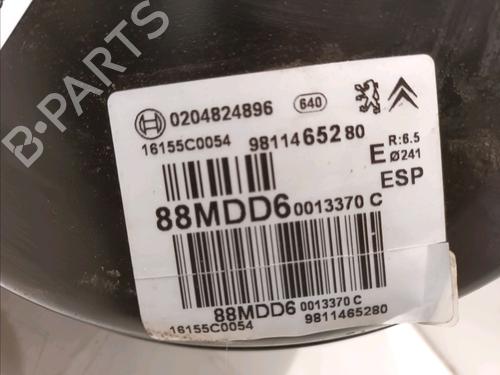 B-PARTS
0204824896 640
16155C0054 9811465280
E R:6.5
Ø241
ESP
88MDD6 0013370 C
88MDD6 0013370 C
16155C0054 9811465280